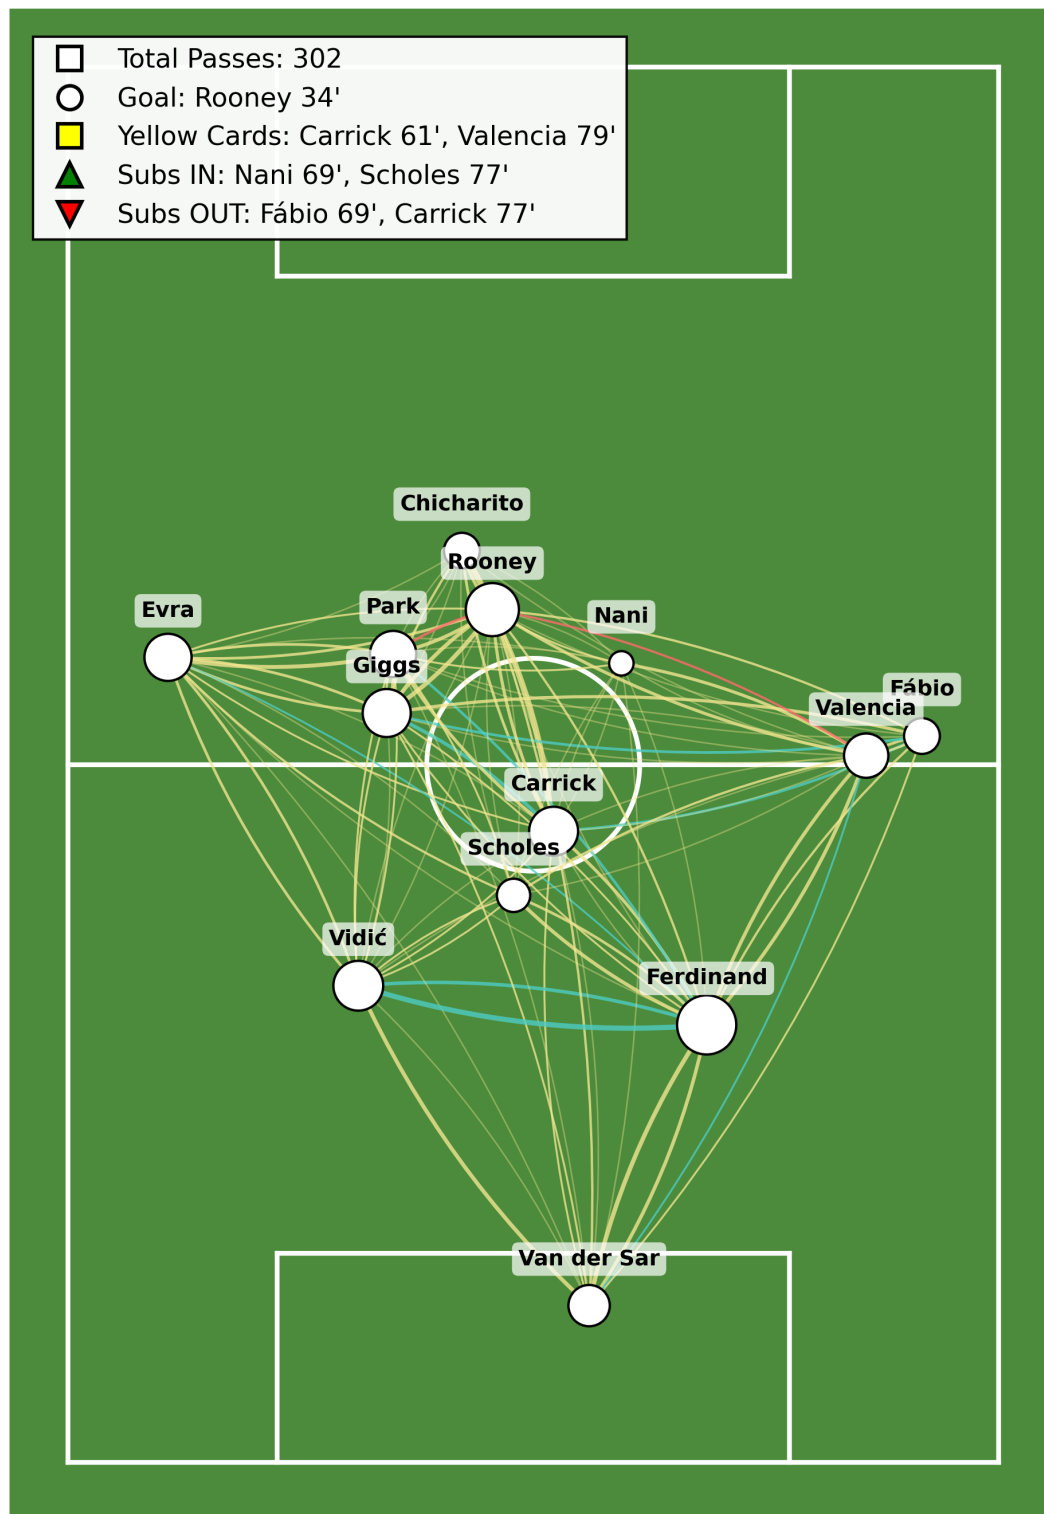 Total Passes: 302
Goal: Rooney 34'
Yellow Cards: Carrick 61', Valencia 79'
Subs IN: Nani 69', Scholes 77'
Subs OUT: Fábio 69', Carrick 77'
Chicharito
Rooney
Evra
Park
Nani
Giggs
Fábio
Valencia
Carrick
Scholes
Vidić
Ferdinand
Van der Sar